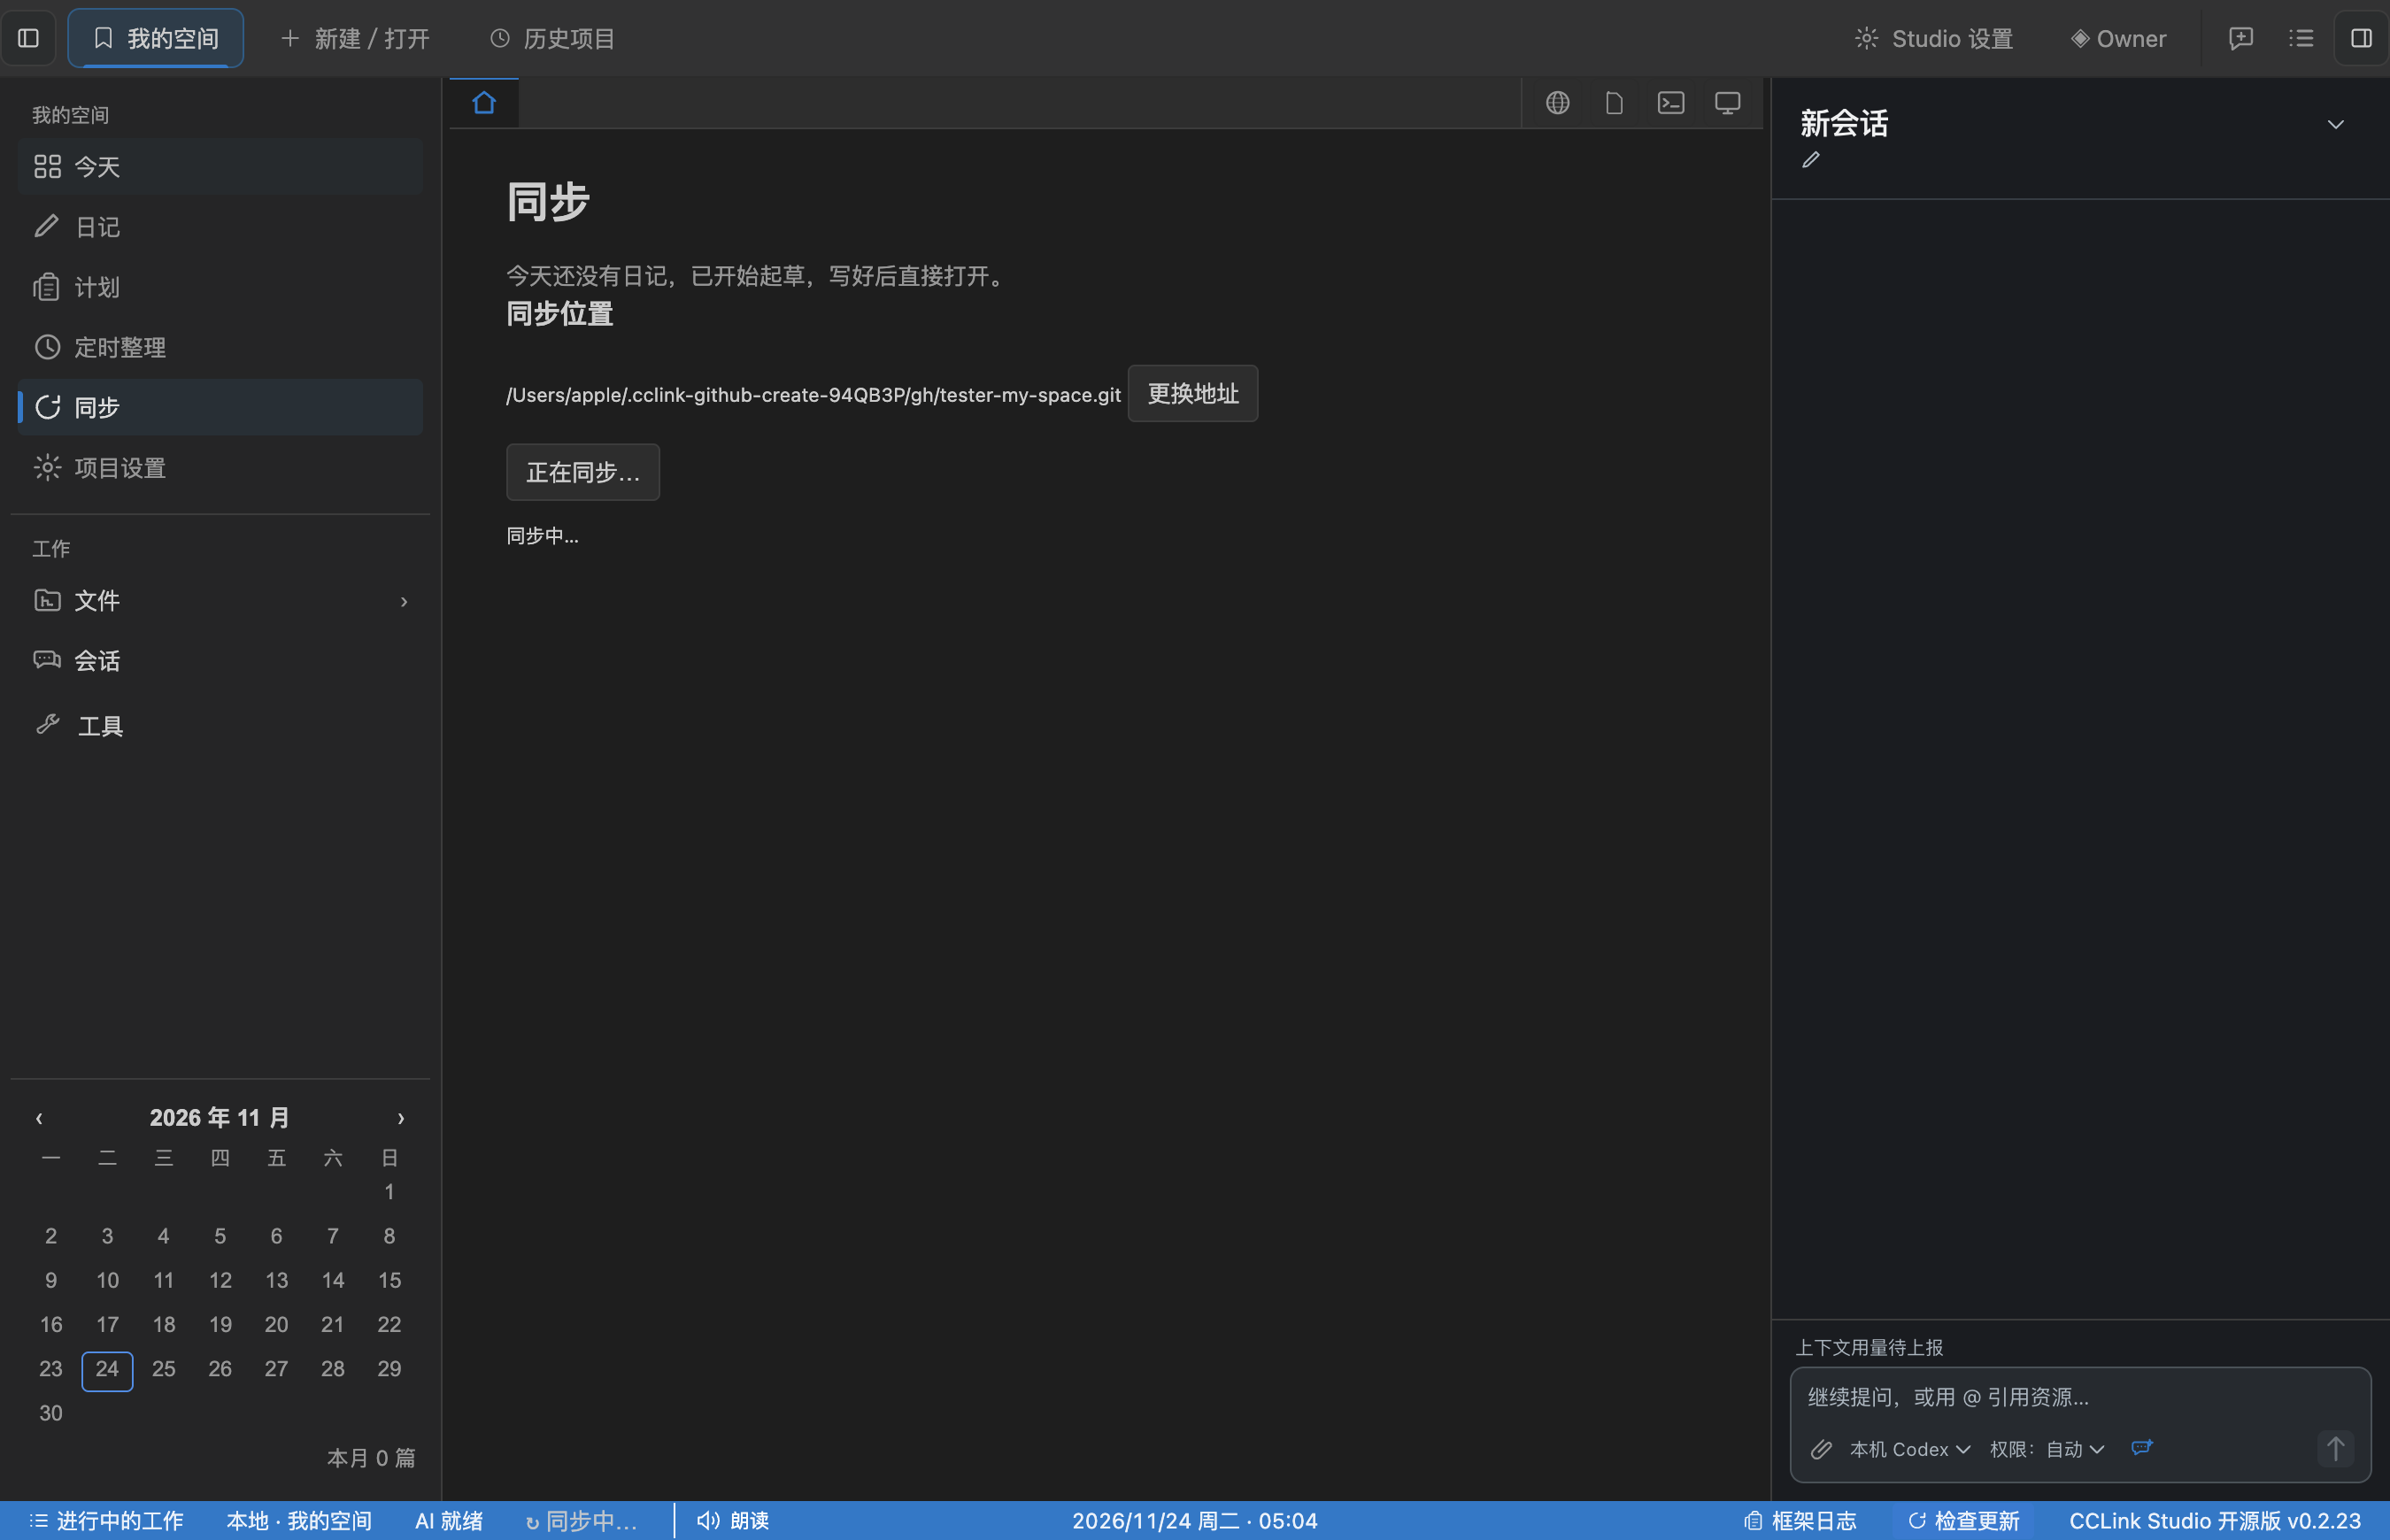 我的空间
新建 / 打开
历史项目
Studio 设置
Owner
我的空间
今天
日记
计划
定时整理
同步
项目设置
工作
文件
会话
工具
2026 年 11 月
一 二 三 四 五 六 日
1
2 3 4 5 6 7 8
9 10 11 12 13 14 15
16 17 18 19 20 21 22
23 24 25 26 27 28 29
30
本月 0 篇
同步
今天还没有日记，已开始起草，写好后直接打开。
同步位置
/Users/apple/.cclink-github-create-94QB3P/gh/tester-my-space.git 更换地址
正在同步...
同步中...
新会话
上下文用量待上报
继续提问，或用 @ 引用资源...
本机 Codex 权限：自动
进行中的工作 本地 · 我的空间 AI 就绪 同步中... 朗读 2026/11/24 周二 · 05:04 框架日志 检查更新 CCLink Studio 开源版 v0.2.23